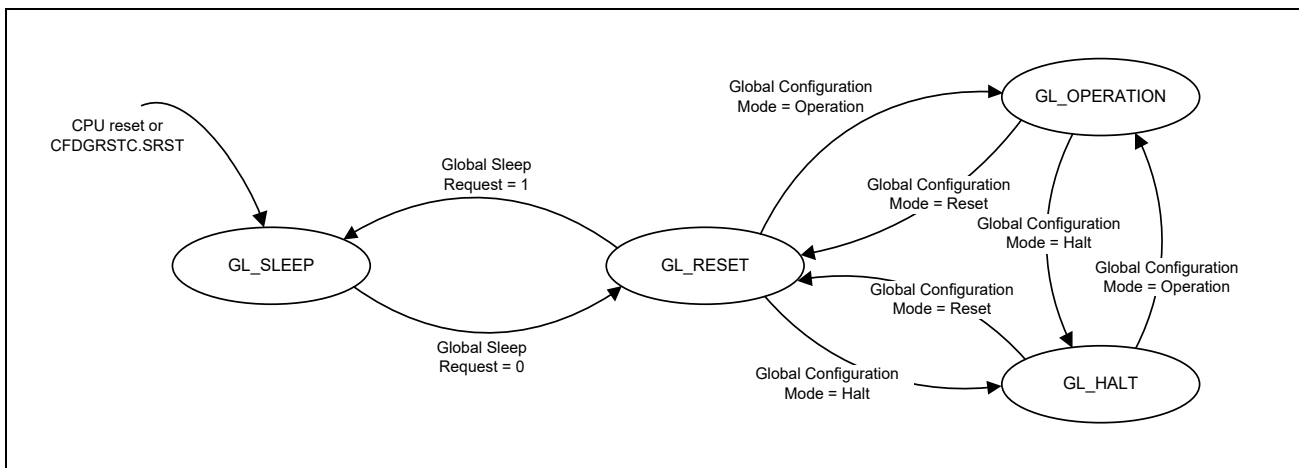 CPU reset or
CFDGRSTC.SRST
GL_SLEEP
Global Sleep
Request = 1
Global Sleep
Request = 0
GL_RESET
Global Configuration
Mode = Operation
GL_OPERATION
Global Configuration
Mode = Reset
Global Configuration
Mode = Halt
Global Configuration
Mode = Operation
Global Configuration
Mode = Reset
Global Configuration
Mode = Halt
GL_HALT